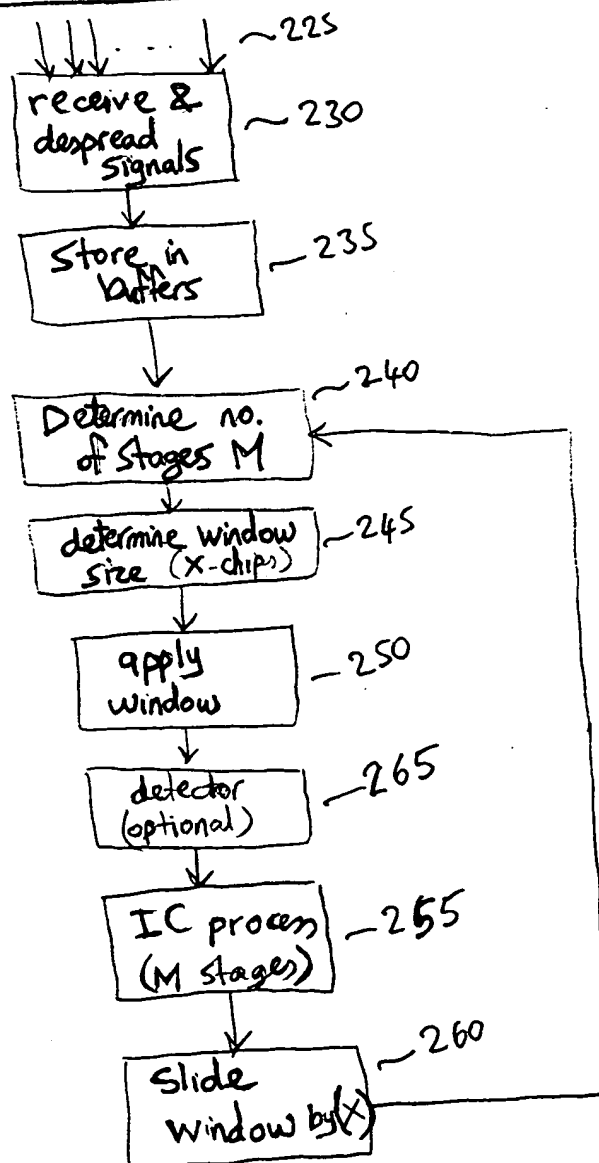 225
receive &
despread
signals
230
store in
buffers
235
240
Determine no.
of stages M
determine window
size (X-chips)
245
apply
window
250
265
detector
(optional)
IC process
(M stages)
255
260
Slide
window by (X)